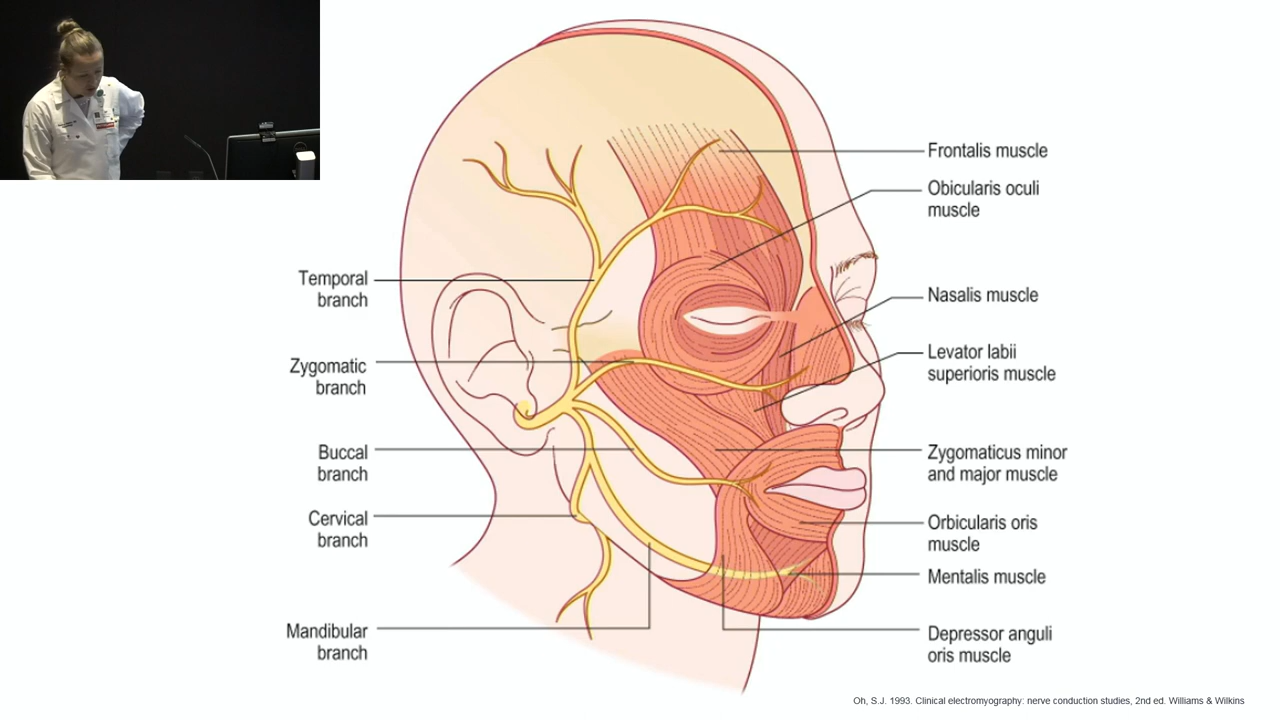 Frontalis muscle
Obicularis oculi
muscle
Nasalis muscle
Levator labii
superioris muscle
Zygomaticus minor
and major muscle
Orbicularis oris
muscle
Mentalis muscle
Depressor anguli
oris muscle
Temporal
branch
Zygomatic
branch
Buccal
branch
Cervical
branch
Mandibular
branch
Oh, S.J. 1993. Clinical electromyography: nerve conduction studies, 2nd ed. Williams & Wilkins